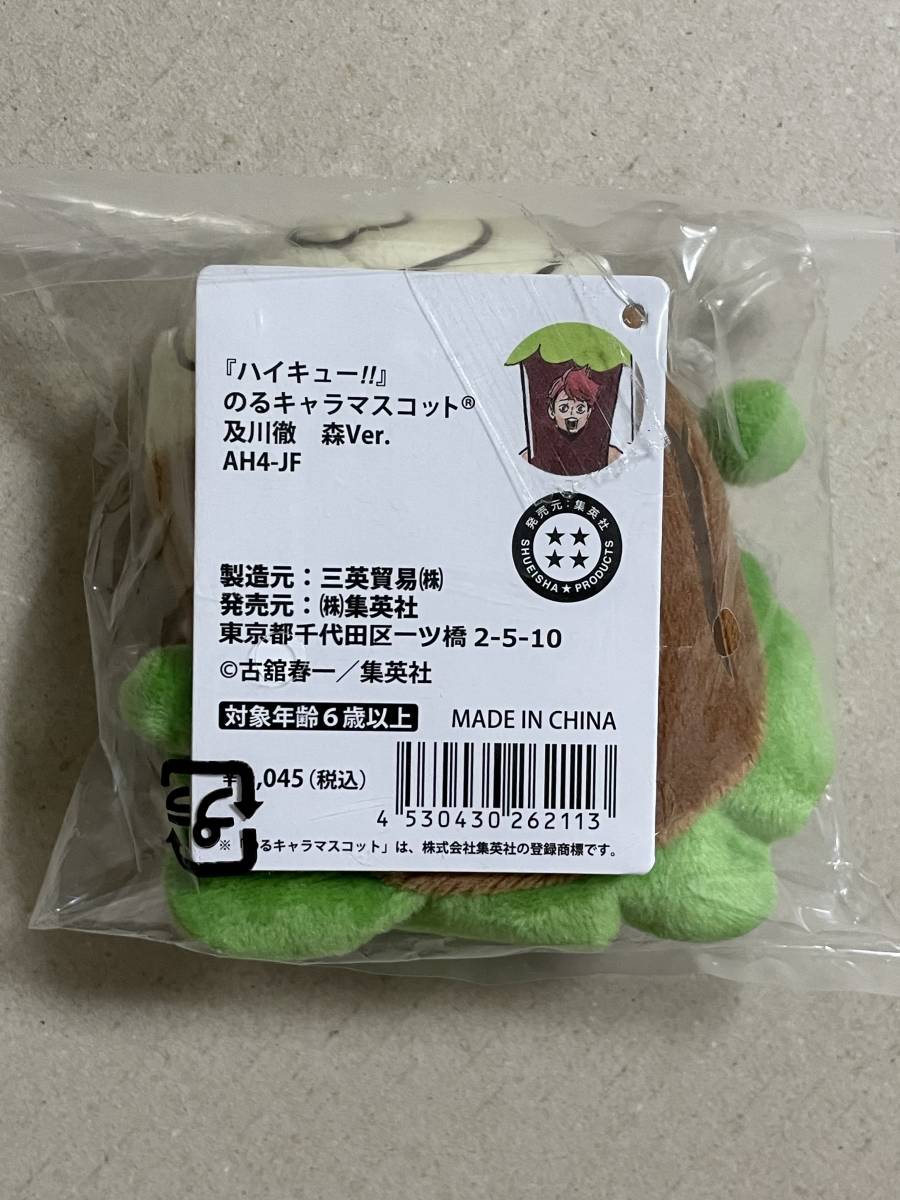 『ハイキュー!!』
のるキャラマスコット®
及川徹　森Ver.
AH4-JF
発売元：集英社
SHUEISHA★PRODUCTS
製造元：三英貿易㈱
発売元：㈱集英社
東京都千代田区一ツ橋 2-5-10
©古舘春一／集英社
対象年齢６歳以上
MADE IN CHINA
,045（税込）
4 530430 262113
※「のるキャラマスコット」は、株式会社集英社の登録商標です。